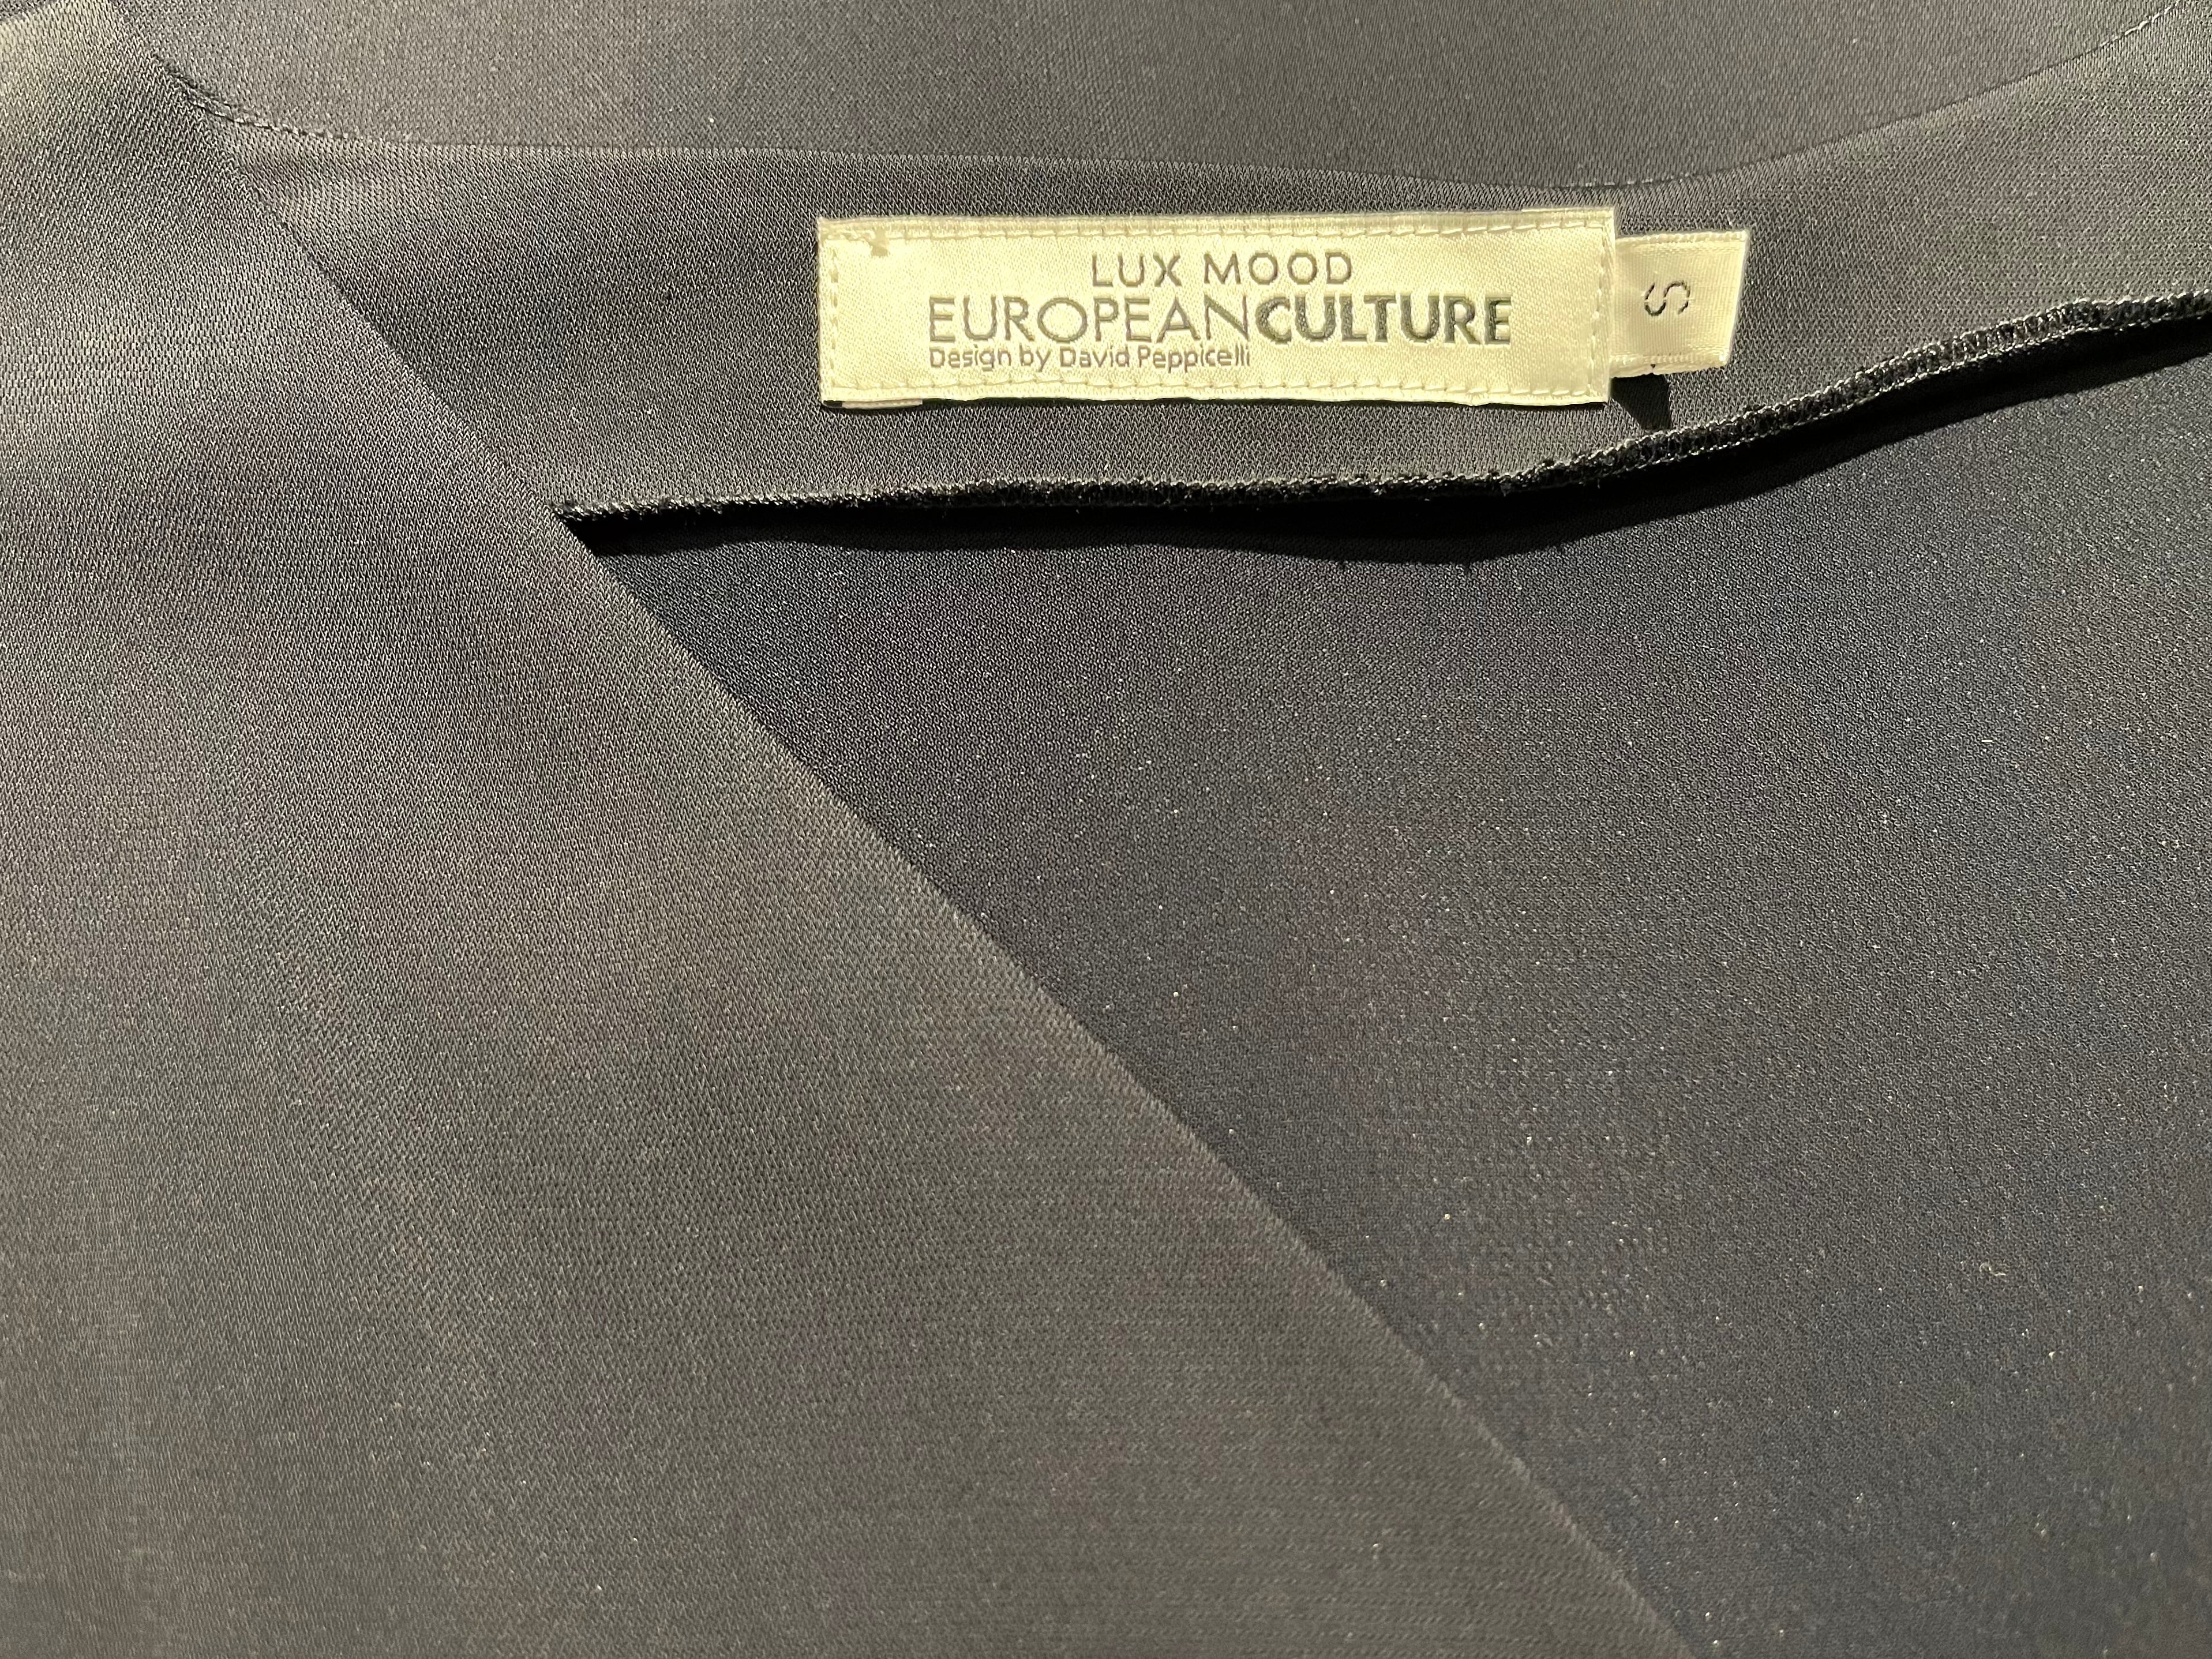 LUX MOOD
EUROPEANCULTURE
Design by David Peppicelli
S